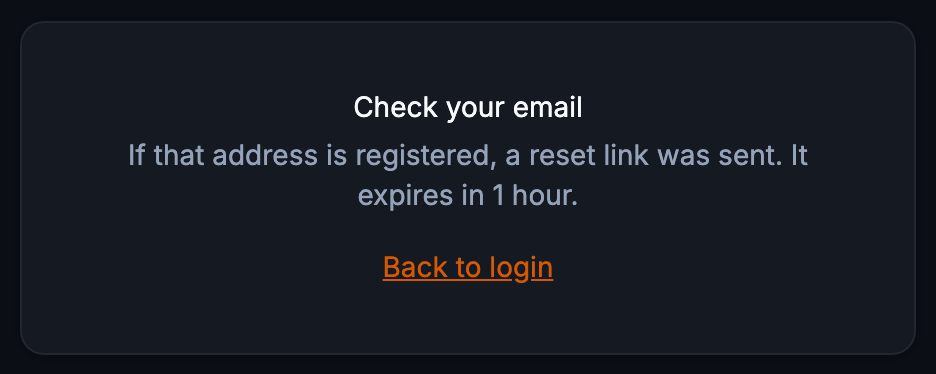 Check your email
If that address is registered, a reset link was sent. It
expires in 1 hour.
Back to login